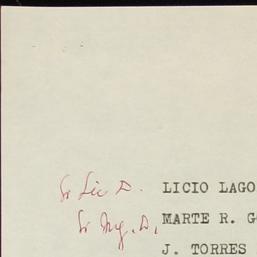 Sr Lic D. LICIO LAGO
Sr Ing. D. MARTE R. G
J. TORRES